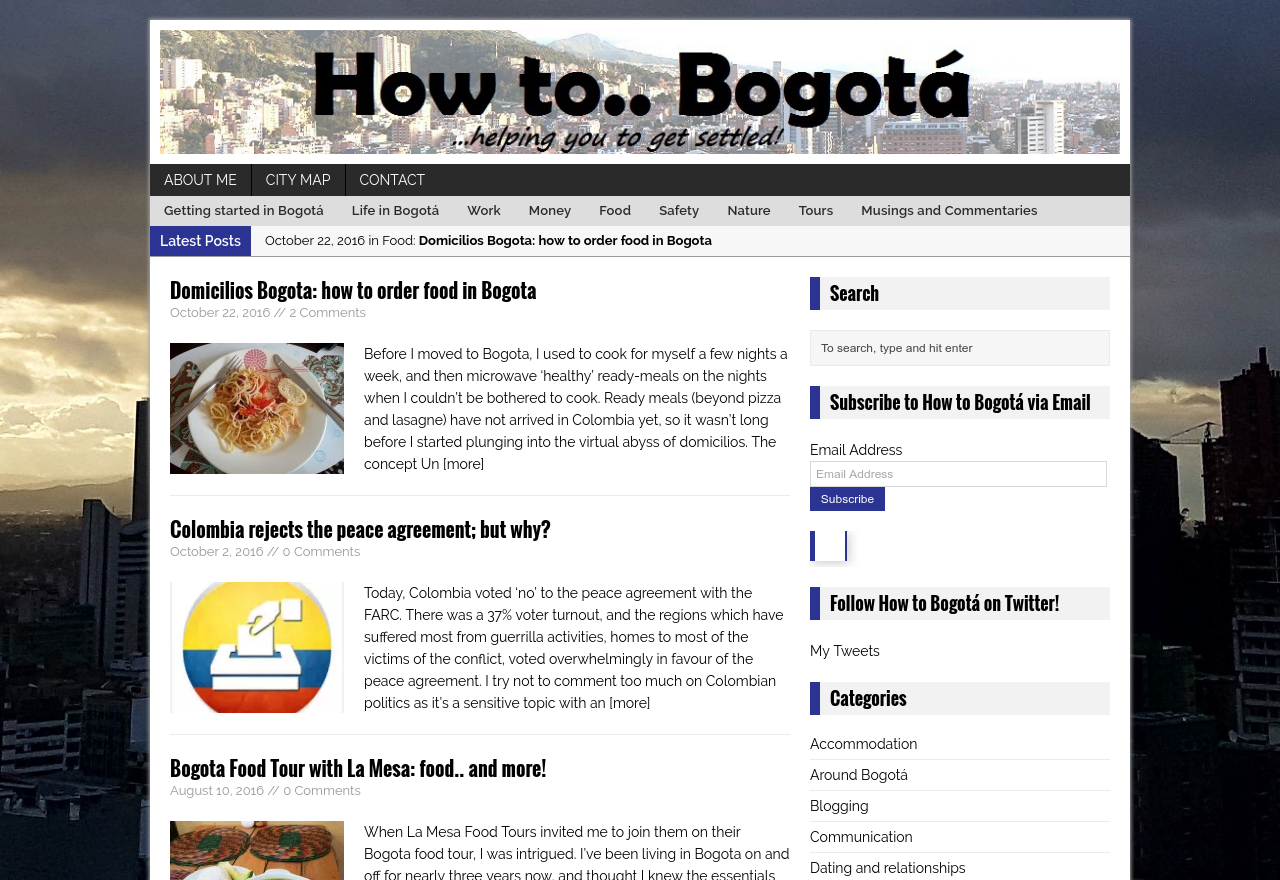 How to.. Bogotá
...helping you to get settled!
ABOUT ME
CITY MAP
CONTACT
Getting started in Bogotá
Life in Bogotá
Work
Money
Food
Safety
Nature
Tours
Musings and Commentaries
Latest Posts
October 22, 2016 in Food: Domicilios Bogota: how to order food in Bogota
Domicilios Bogota: how to order food in Bogota
October 22, 2016 // 2 Comments
Before I moved to Bogota, I used to cook for myself a few nights a
week, and then microwave ‘healthy’ ready-meals on the nights
when I couldn’t be bothered to cook. Ready meals (beyond pizza
and lasagne) have not arrived in Colombia yet, so it wasn’t long
before I started plunging into the virtual abyss of domicilios. The
concept Un [more]
Colombia rejects the peace agreement; but why?
October 2, 2016 // 0 Comments
Today, Colombia voted ‘no’ to the peace agreement with the
FARC. There was a 37% voter turnout, and the regions which have
suffered most from guerrilla activities, homes to most of the
victims of the conflict, voted overwhelmingly in favour of the
peace agreement. I try not to comment too much on Colombian
politics as it’s a sensitive topic with an [more]
Bogota Food Tour with La Mesa: food.. and more!
August 10, 2016 // 0 Comments
When La Mesa Food Tours invited me to join them on their
Bogota food tour, I was intrigued. I’ve been living in Bogota on and
off for nearly three years now, and thought I knew the essentials
Search
To search, type and hit enter
Subscribe to How to Bogotá via Email
Email Address
Email Address
Subscribe
Follow How to Bogotá on Twitter!
My Tweets
Categories
Accommodation
Around Bogotá
Blogging
Communication
Dating and relationships